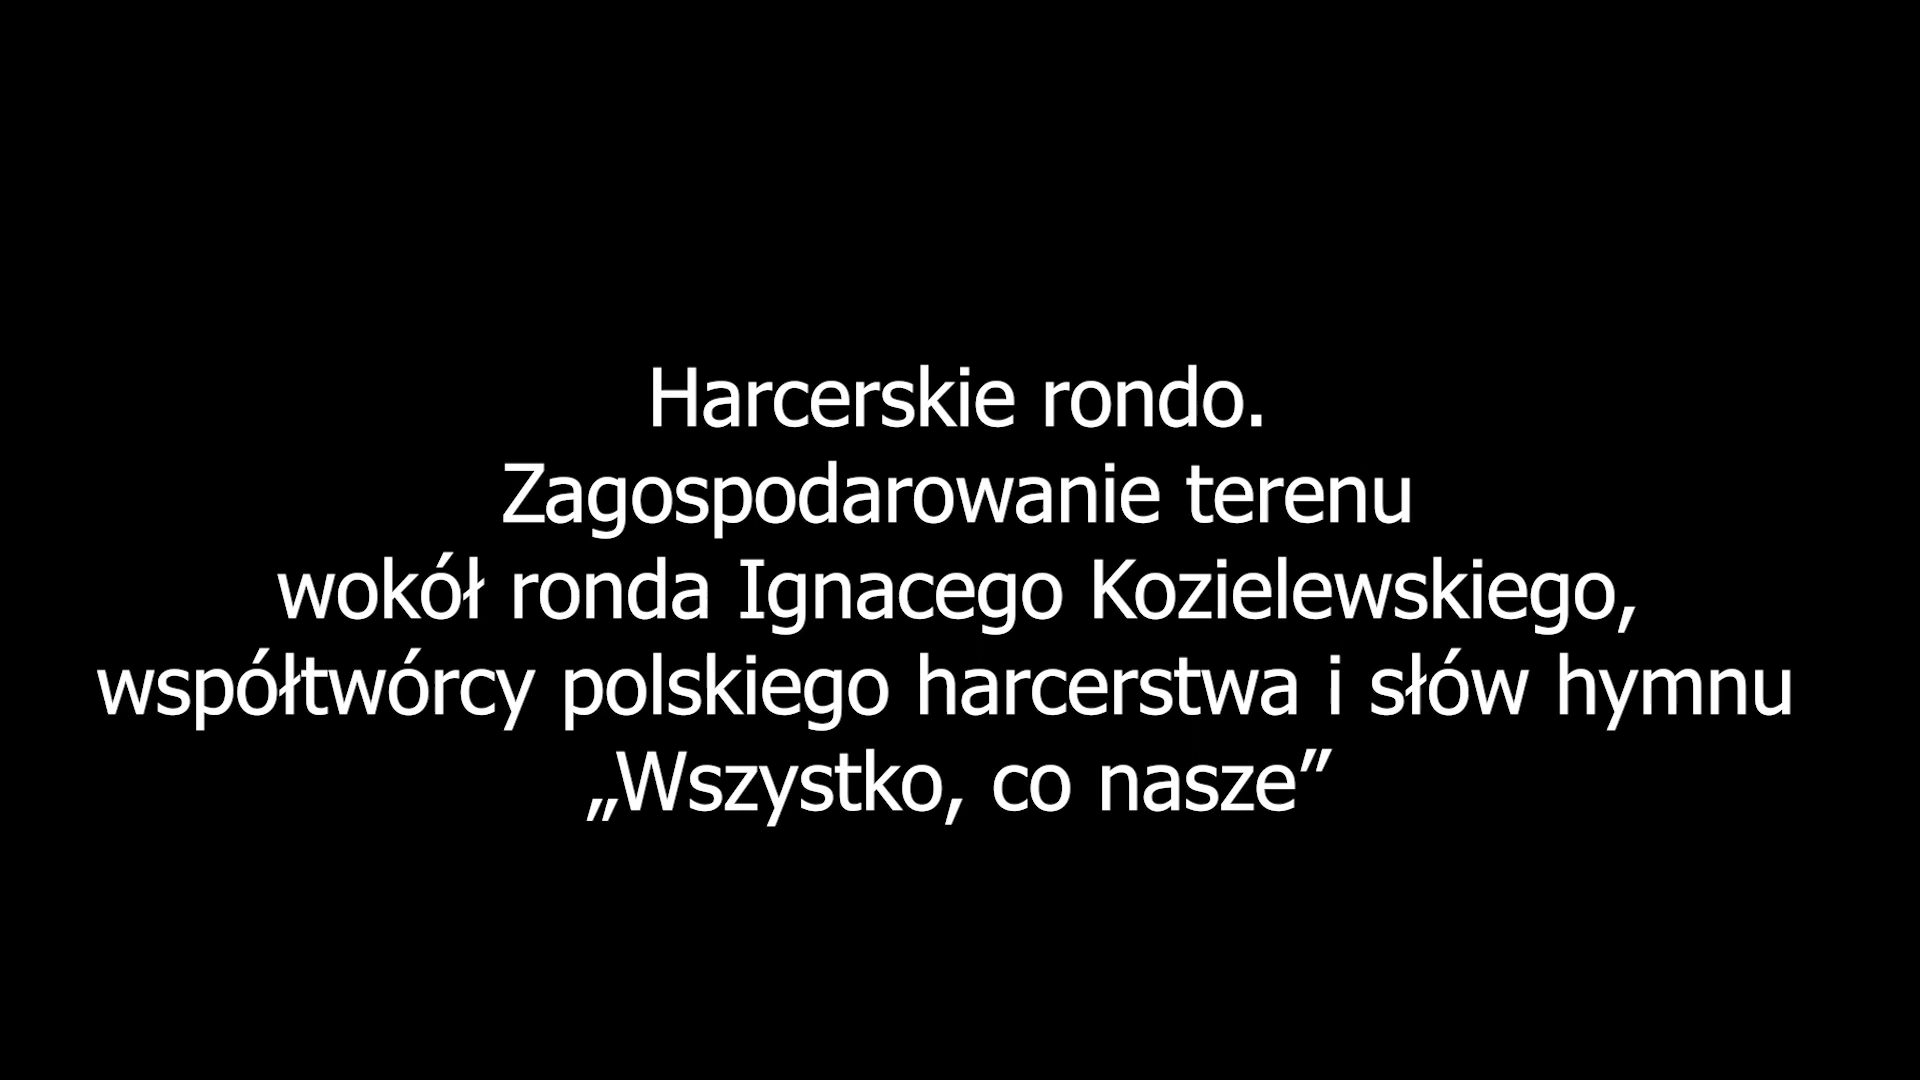 Harcerskie rondo.
Zagospodarowanie terenu
wokół ronda Ignacego Kozielewskiego,
współtwórcy polskiego harcerstwa i słów hymnu
„Wszystko, co nasze”